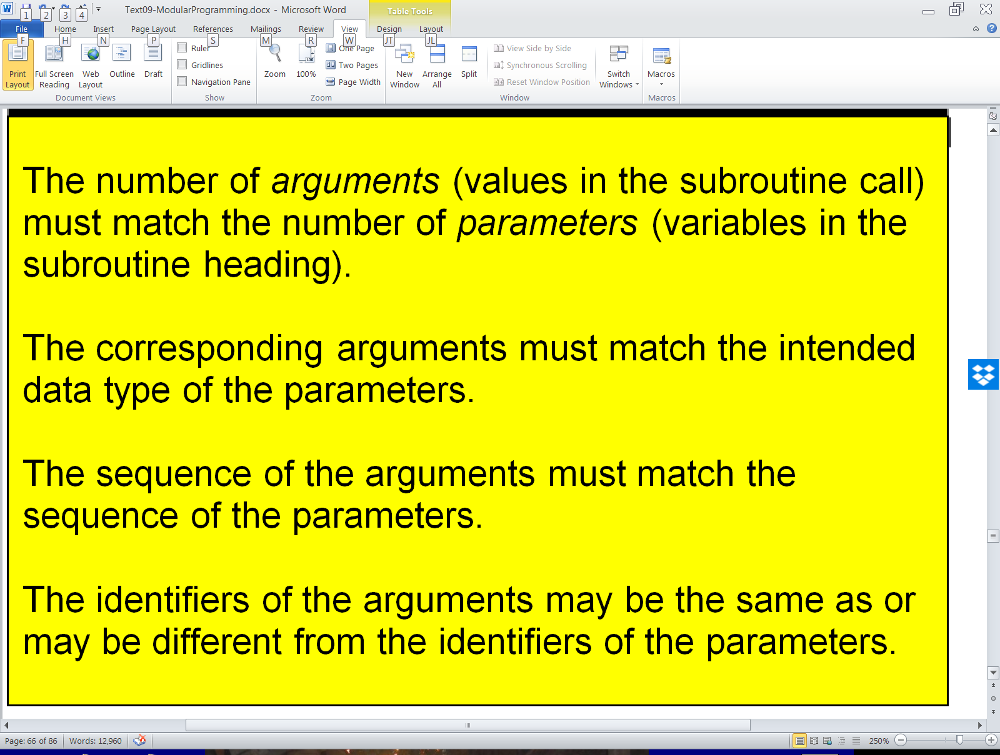 Text09-ModularProgramming.docx - Microsoft Word
Table Tools
1 2 3 4
File Home Insert Page Layout References Mailings Review View Design Layout
F H N P S M R W JT JL
Print Layout
Full Screen Reading
Web Layout
Outline
Draft
Document Views
Ruler
Gridlines
Navigation Pane
Show
Zoom
100
100%
One Page
Two Pages
Page Width
Zoom
New Window
Arrange All
Split
View Side by Side
Synchronous Scrolling
Reset Window Position
Window
Switch Windows
Macros
Macros
The number of arguments (values in the subroutine call)
must match the number of parameters (variables in the
subroutine heading).
The corresponding arguments must match the intended
data type of the parameters.
The sequence of the arguments must match the
sequence of the parameters.
The identifiers of the arguments may be the same as or
may be different from the identifiers of the parameters.
Page: 66 of 86 Words: 12,960 250%